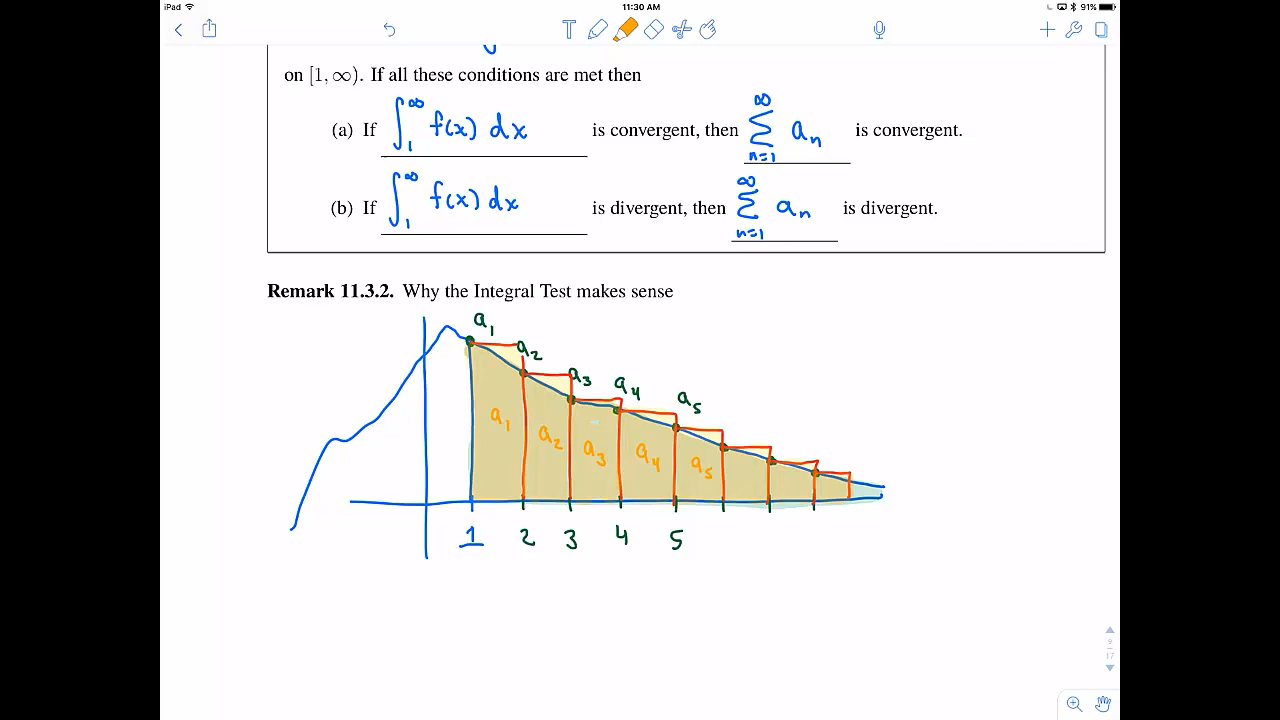 iPad 11:30 AM 91%
on [1, ∞). If all these conditions are met then
(a) If ∫₁^∞ f(x) dx is convergent, then ∑_{n=1}^∞ aₙ is convergent.
(b) If ∫₁^∞ f(x) dx is divergent, then ∑_{n=1}^∞ aₙ is divergent.
Remark 11.3.2. Why the Integral Test makes sense
a₁ a₂ a₃ a₄ a₅
a₁ a₂ a₃ a₄ a₅
1 2 3 4 5
9
17